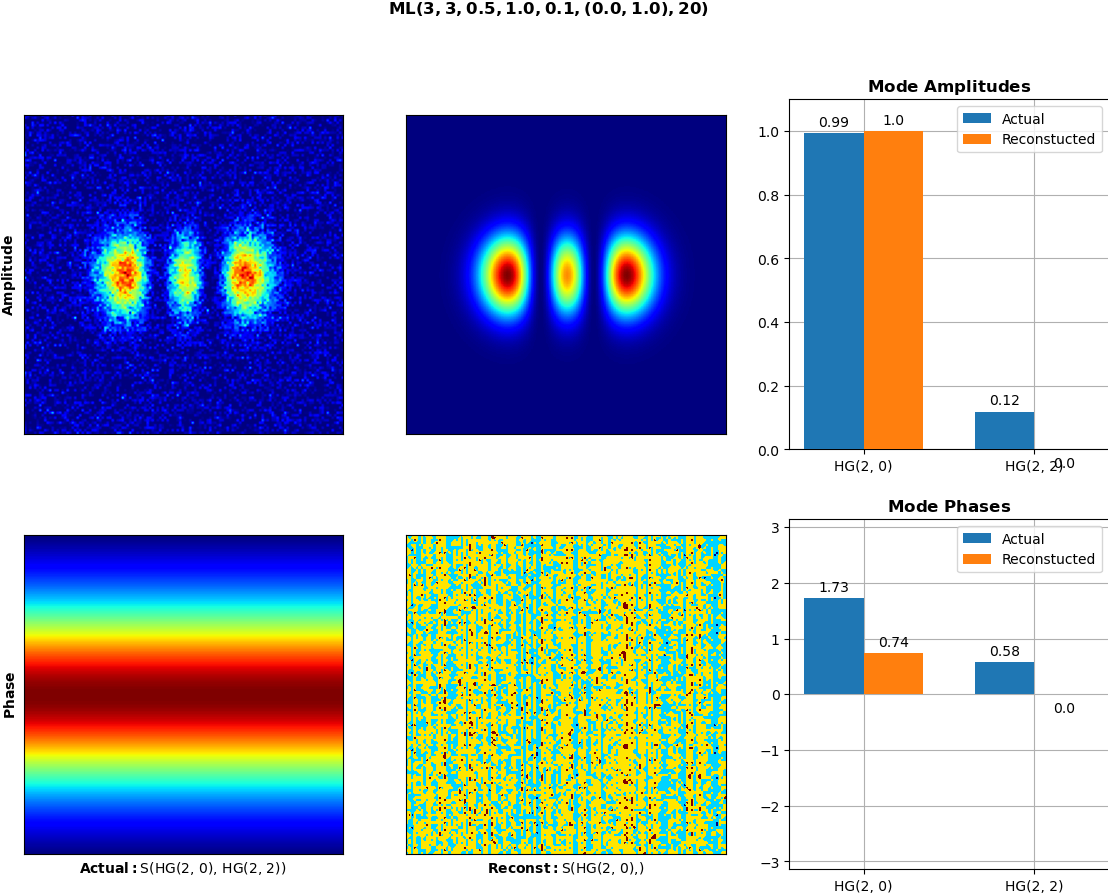 ML(3, 3, 0.5, 1.0, 0.1, (0.0, 1.0), 20)
Amplitude
Mode Amplitudes
Actual
Reconstucted
0.99
1.0
0.12
0.0
1.0
0.8
0.6
0.4
0.2
0.0
HG(2, 0)
HG(2, 2)
Phase
Actual: S(HG(2, 0), HG(2, 2))
Reconst: S(HG(2, 0),)
Mode Phases
Actual
Reconstucted
1.73
0.74
0.58
0.0
3
2
1
0
−1
−2
−3
HG(2, 0)
HG(2, 2)